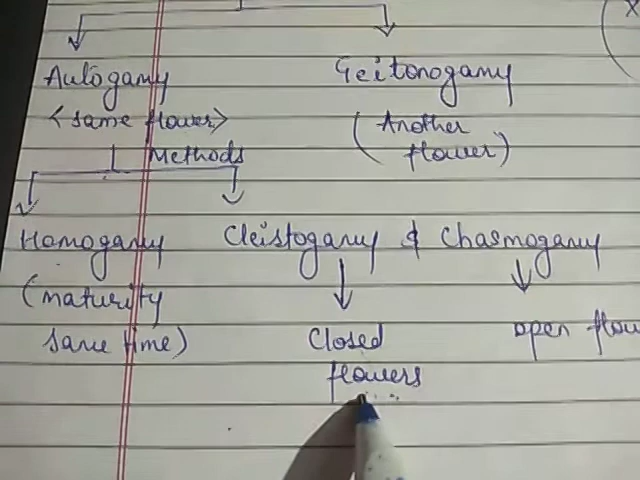 Autogamy Geitonogamy
<same flower> (Another flower)
Methods
Homogamy Cleistogamy & Chasmogamy
(maturity same time)
Closed flowers
open flow